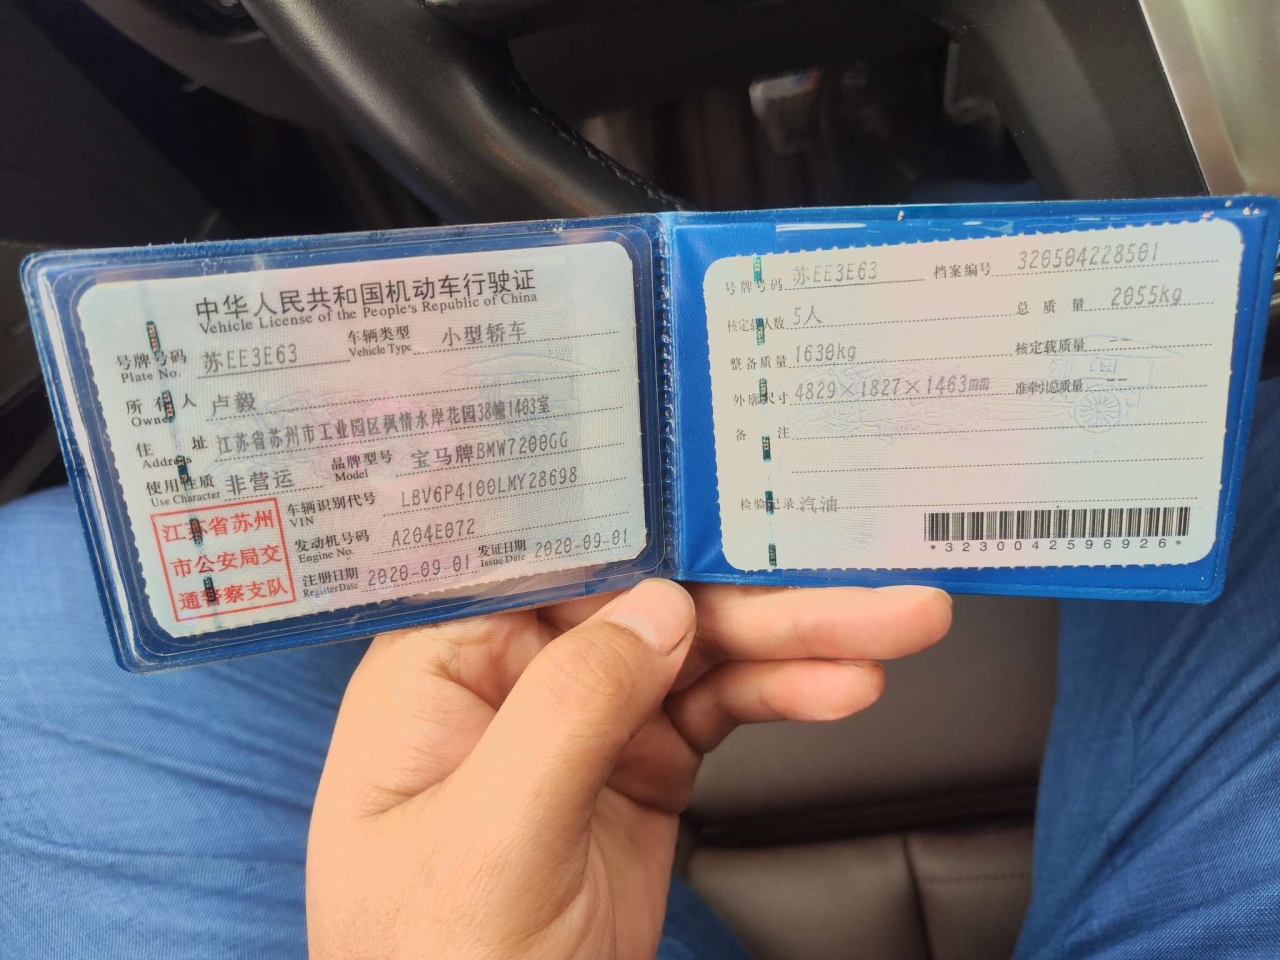 中华人民共和国机动车行驶证
Vehicle License of the People's Republic of China
号牌号码 苏EE3E63 车辆类型 小型轿车
Plate No. Vehicle Type
所有人 卢毅
Owner
住址 江苏省苏州市工业园区枫情水岸花园38幢1403室
Address
使用性质 非营运 品牌型号 宝马牌BMW7200GG
Use Character Model
江苏省苏州
市公安局交
通警察支队
车辆识别代号 LBV6P4100LMY28698
VIN
发动机号码 A204E072
Engine No.
注册日期 2020-09-01 发证日期 2020-09-01
Register Date Issue Date
号牌号码 苏EE3E63 档案编号 320504228501
核定载人数 5人 总质量 2055kg
整备质量 1630kg 核定载质量 --
外廓尺寸 4829×1827×1463mm 准牵引总质量 --
备注
检验记录 汽油
*3230042596926*